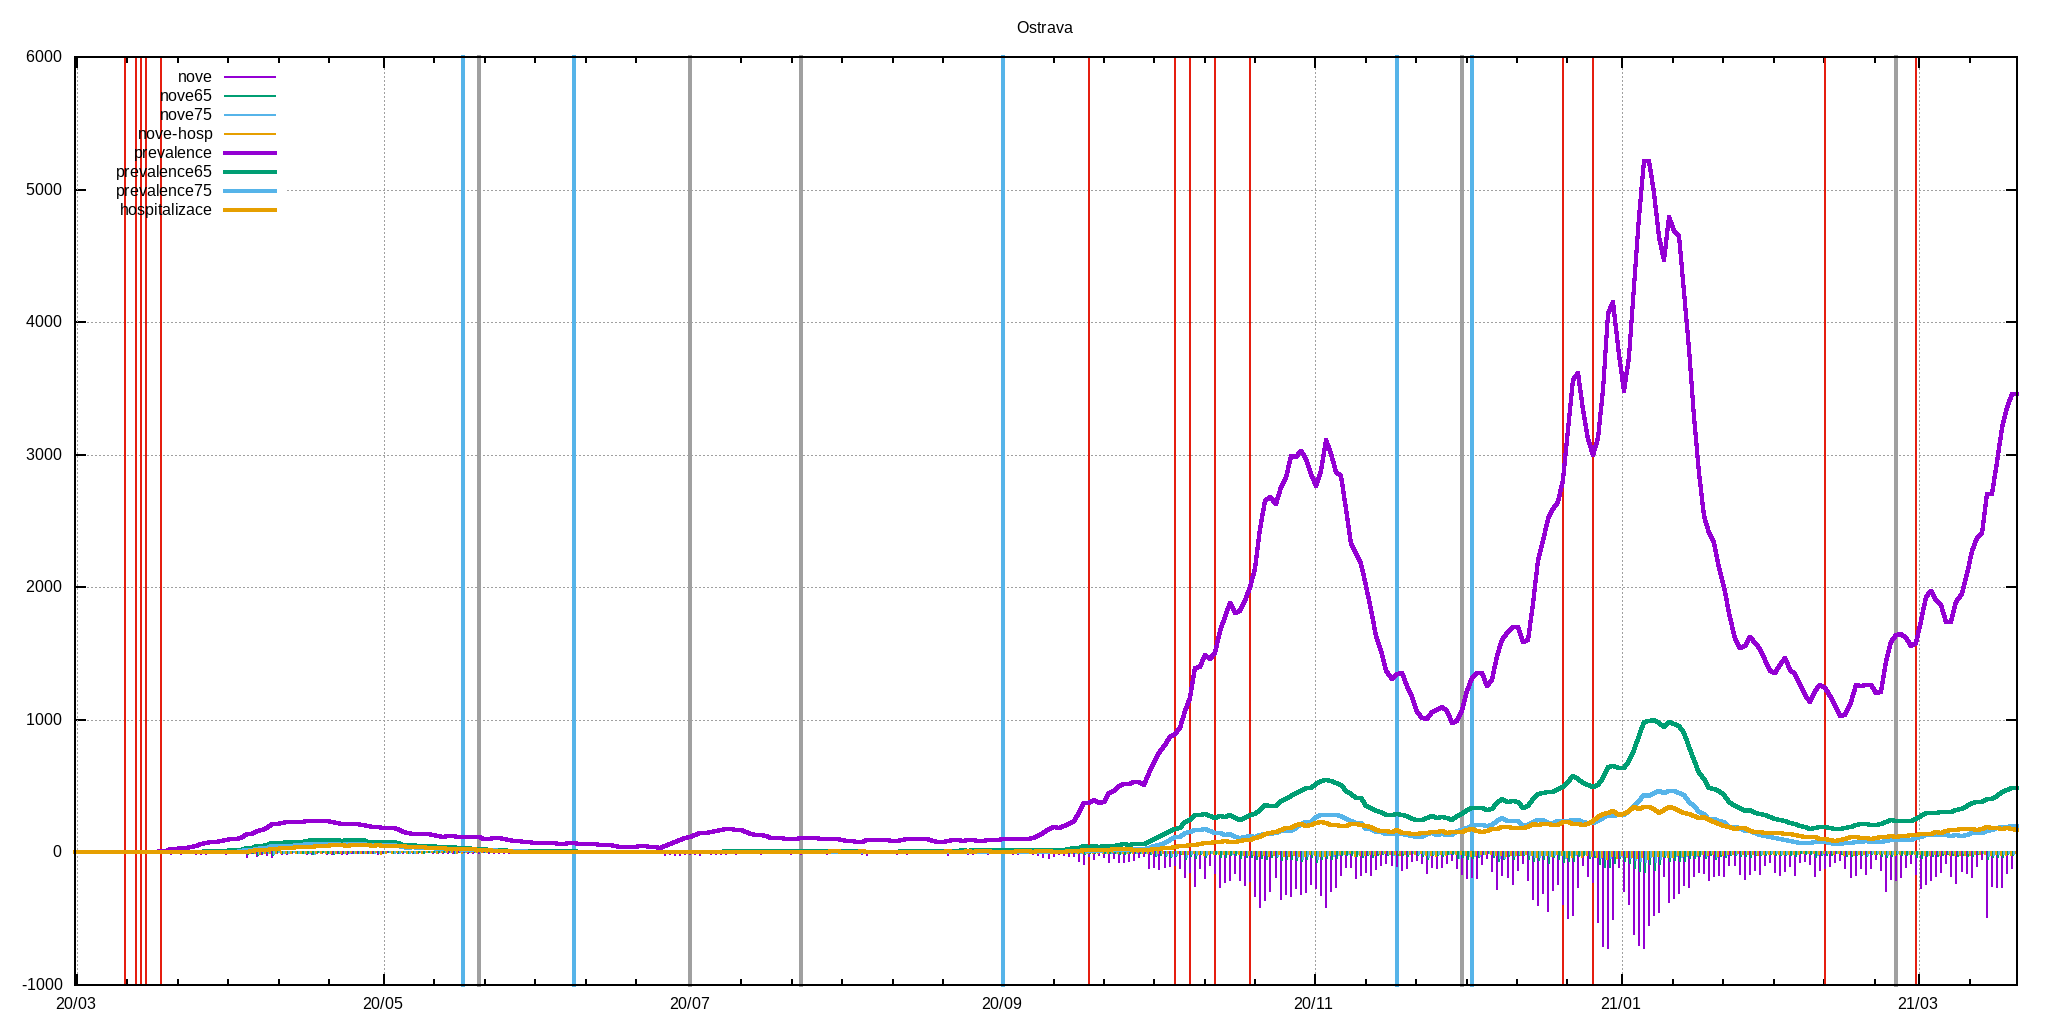 Ostrava
6000
5000
4000
3000
2000
1000
0
-1000
nove
nove65
nove75
nove-hosp
prevalence
prevalence65
prevalence75
hospitalizace
20/03 20/05 20/07 20/09 20/11 21/01 21/03